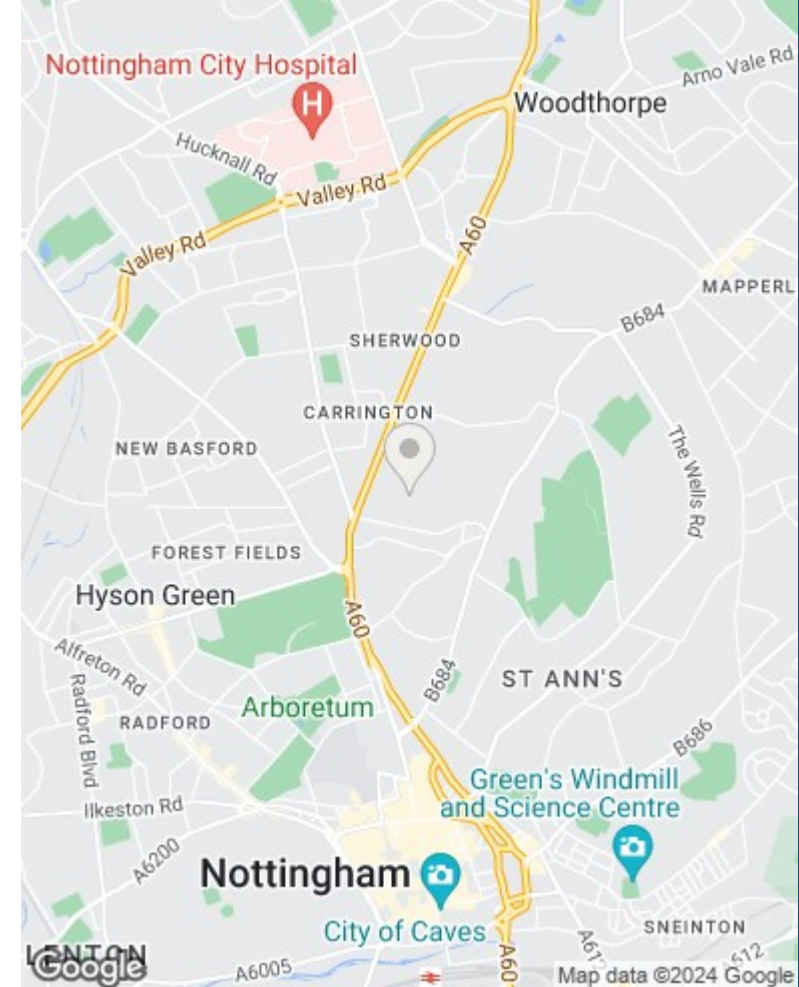 Nottingham City Hospital
H
Arno Vale Rd
Woodthorpe
Hucknall Rd
Valley Rd
Valley Rd
A60
MAPPERL
B684
SHERWOOD
CARRINGTON
NEW BASFORD
The Wells Rd
FOREST FIELDS
Hyson Green
A60
Alfreton Rd
B684
ST ANN'S
Radford Blvd
Arboretum
RADFORD
B686
Green's Windmill
and Science Centre
Ilkeston Rd
A6200
Nottingham
City of Caves
SNEINTON
LENTON
Google
A6005
A60
A612
Map data ©2024 Google